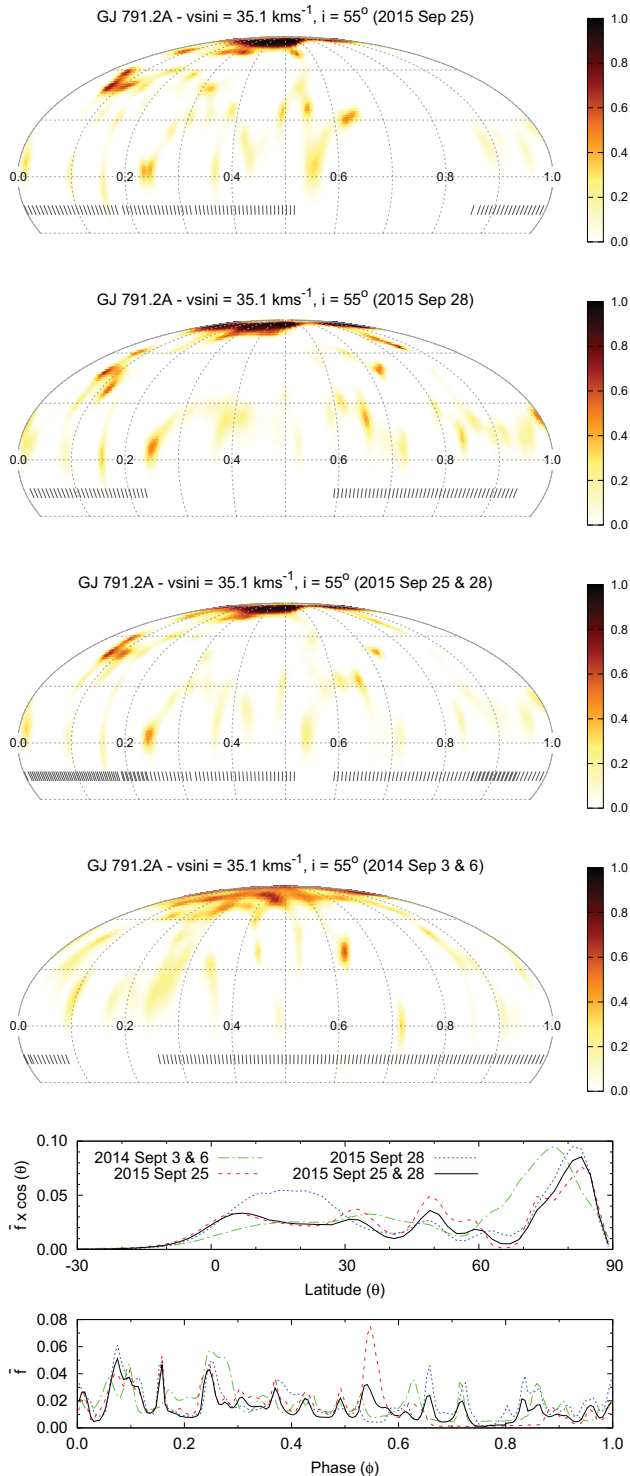 GJ 791.2A - vsini = 35.1 kms⁻¹, i = 55° (2015 Sep 25)
1.0
0.8
0.6
0.4
0.2
0.0
0.0 0.2 0.4 0.6 0.8 1.0
GJ 791.2A - vsini = 35.1 kms⁻¹, i = 55° (2015 Sep 28)
1.0
0.8
0.6
0.4
0.2
0.0
0.0 0.2 0.4 0.6 0.8 1.0
GJ 791.2A - vsini = 35.1 kms⁻¹, i = 55° (2015 Sep 25 & 28)
1.0
0.8
0.6
0.4
0.2
0.0
0.0 0.2 0.4 0.6 0.8 1.0
GJ 791.2A - vsini = 35.1 kms⁻¹, i = 55° (2014 Sep 3 & 6)
1.0
0.8
0.6
0.4
0.2
0.0
0.0 0.2 0.4 0.6 0.8 1.0
f̄ x cos (θ)
0.10
0.05
0.00
2014 Sept 3 & 6 2015 Sept 28
2015 Sept 25 2015 Sept 25 & 28
-30 0 30 60 90
Latitude (θ)
f̄
0.08
0.06
0.04
0.02
0.00
0.0 0.2 0.4 0.6 0.8 1.0
Phase (ϕ)